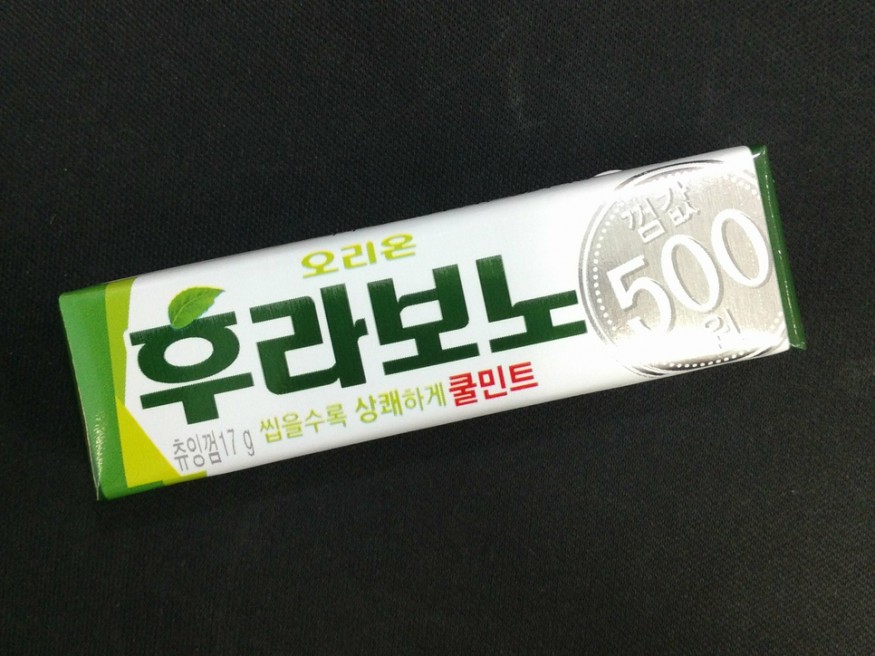 오리온
후라보노
츄잉껌17g 씹을수록 상쾌하게 쿨민트
껌값
500
원